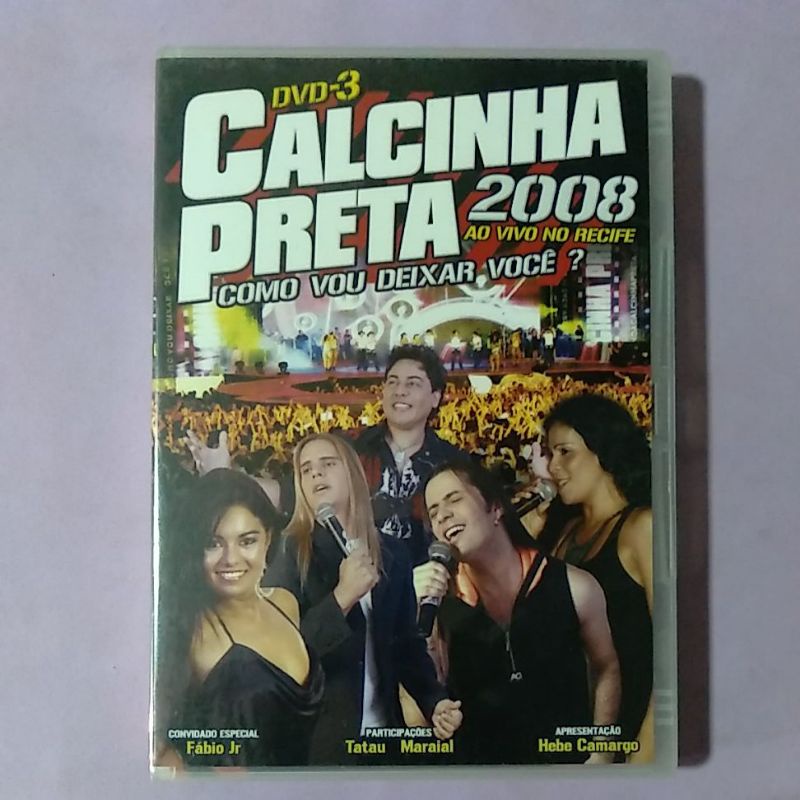 DVD-3
CALCINHA
PRETA 2008
AO VIVO NO RECIFE
COMO VOU DEIXAR VOCÊ ?
CONVIDADO ESPECIAL
Fábio Jr
PARTICIPAÇÕES
Tatau Maraial
APRESENTAÇÃO
Hebe Camargo